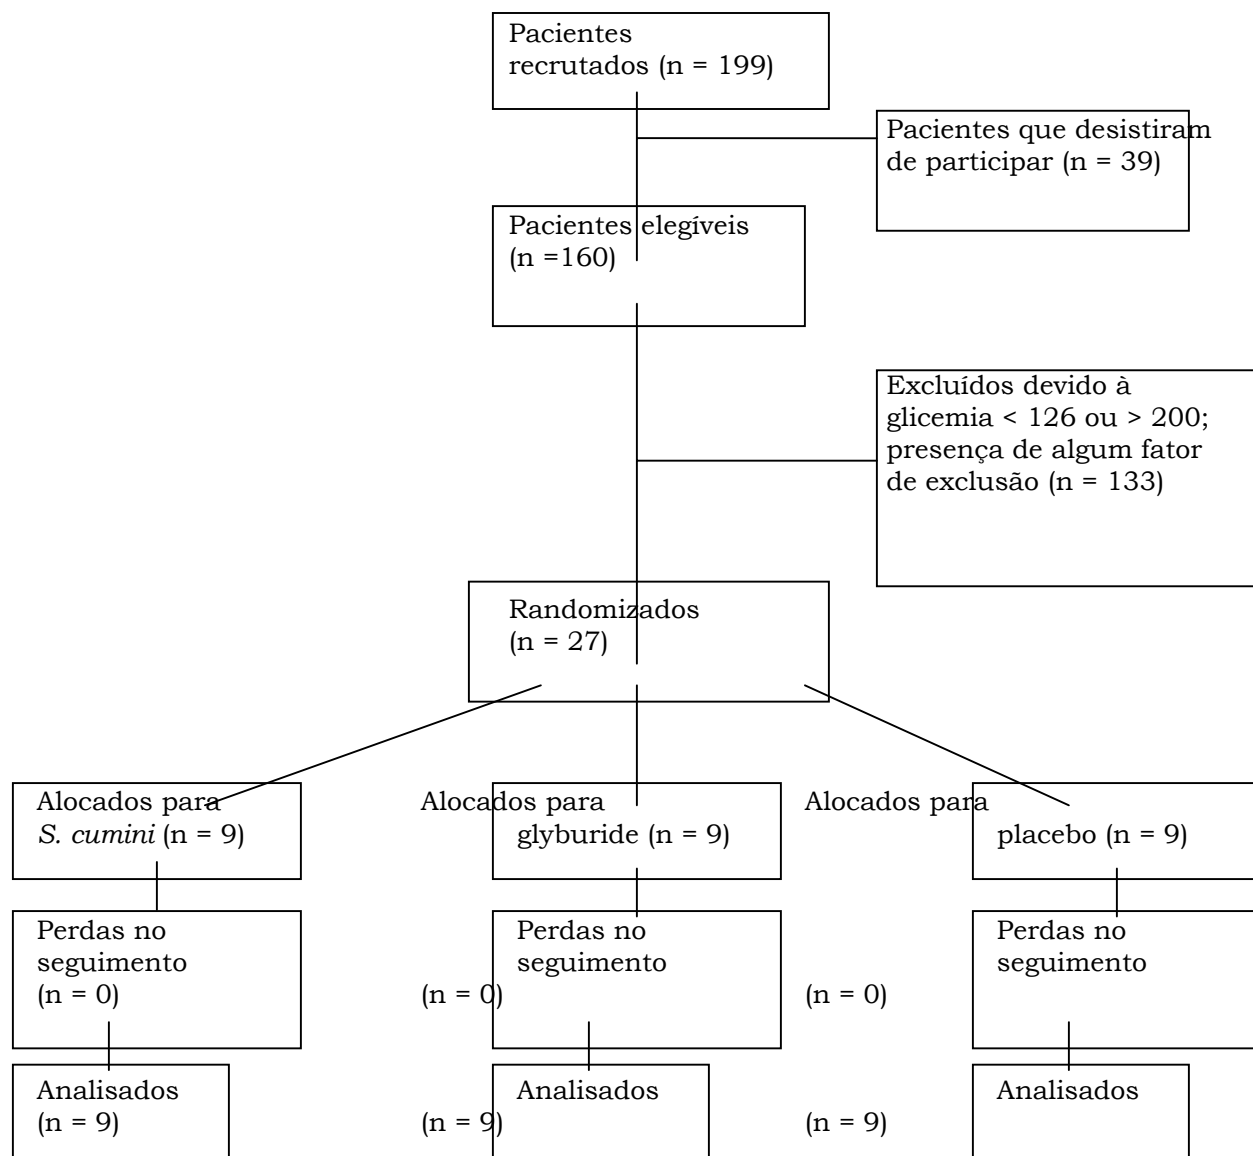 Pacientes
recrutados (n = 199)
Pacientes que desistiram
de participar (n = 39)
Pacientes elegíveis
(n =160)
Excluídos devido à
glicemia < 126 ou > 200;
presença de algum fator
de exclusão (n = 133)
Randomizados
(n = 27)
Alocados para
S. cumini (n = 9)
Alocados para
glyburide (n = 9)
Alocados para
placebo (n = 9)
Perdas no
seguimento
(n = 0)
Perdas no
seguimento
(n = 0)
Perdas no
seguimento
(n = 0)
Analisados
(n = 9)
Analisados
(n = 9)
Analisados
(n = 9)